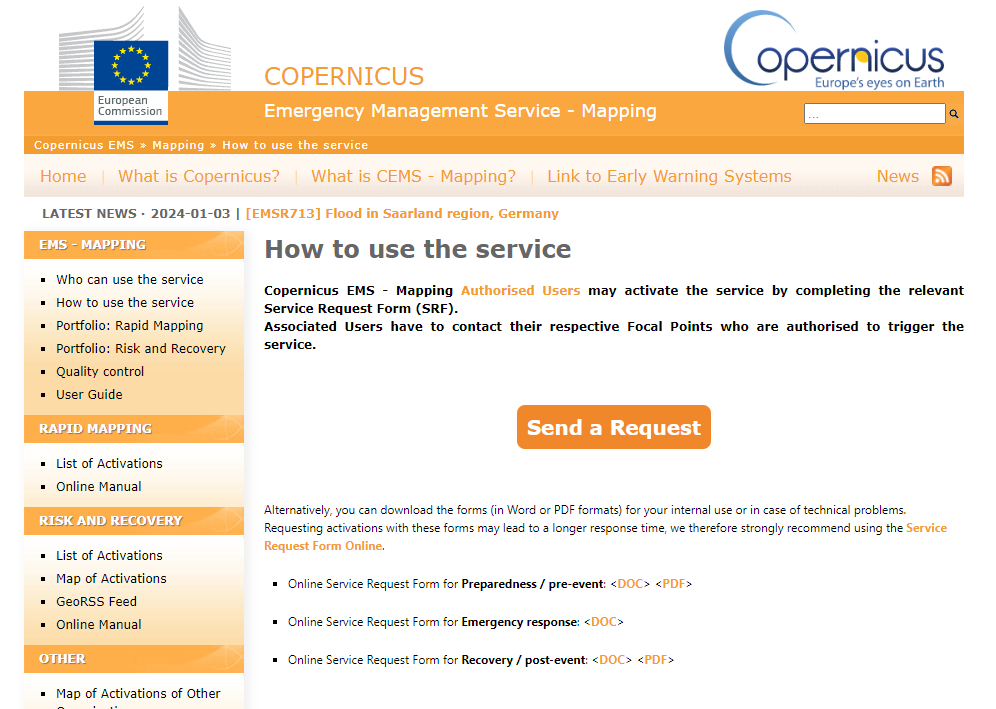 European
Commission
COPERNICUS
Copernicus
Europe's eyes on Earth
Emergency Management Service - Mapping
...
Copernicus EMS » Mapping » How to use the service
Home | What is Copernicus? | What is CEMS - Mapping? | Link to Early Warning Systems
News
LATEST NEWS · 2024-01-03 | [EMSR713] Flood in Saarland region, Germany
EMS - MAPPING
Who can use the service
How to use the service
Portfolio: Rapid Mapping
Portfolio: Risk and Recovery
Quality control
User Guide
RAPID MAPPING
List of Activations
Online Manual
RISK AND RECOVERY
List of Activations
Map of Activations
GeoRSS Feed
Online Manual
OTHER
Map of Activations of Other
How to use the service
Copernicus EMS - Mapping Authorised Users may activate the service by completing the relevant
Service Request Form (SRF).
Associated Users have to contact their respective Focal Points who are authorised to trigger the
service.
Send a Request
Alternatively, you can download the forms (in Word or PDF formats) for your internal use or in case of technical problems.
Requesting activations with these forms may lead to a longer response time, we therefore strongly recommend using the Service
Request Form Online.
Online Service Request Form for Preparedness / pre-event: <DOC> <PDF>
Online Service Request Form for Emergency response: <DOC>
Online Service Request Form for Recovery / post-event: <DOC> <PDF>